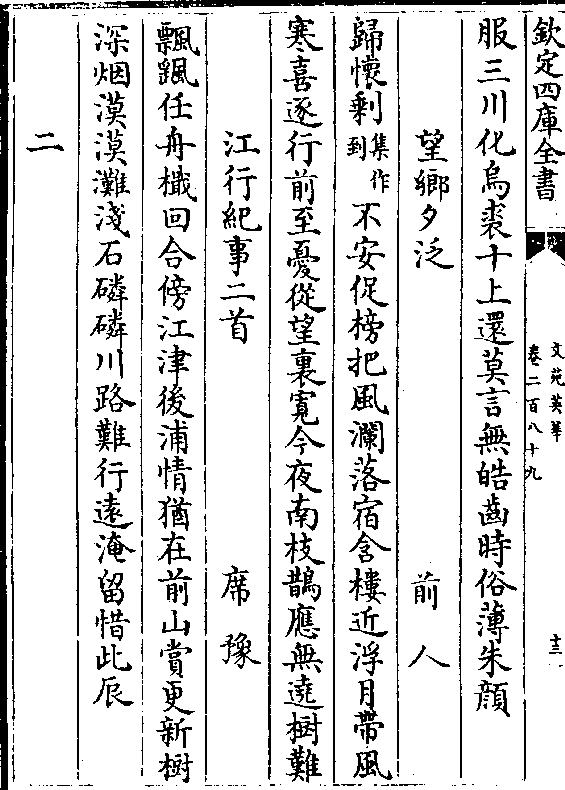 欽定四庫全書
文苑英華
卷二百八十九
十三
服三川化烏裘十上還莫言無皓齒時俗薄朱顔
望鄉夕泛
前人
歸懷剩集作到不安促榜把風瀾落宿含樓近浮月帶風
寒喜逐行前至憂從望裏寛今夜南枝鵲應無遶樹難
江行紀事二首
席豫
飄颻任舟檝回合傍江津後浦情猶在前山賞更新樹
深烟漠漠灘淺石磷磷川路難行遠淹留惜此辰
二